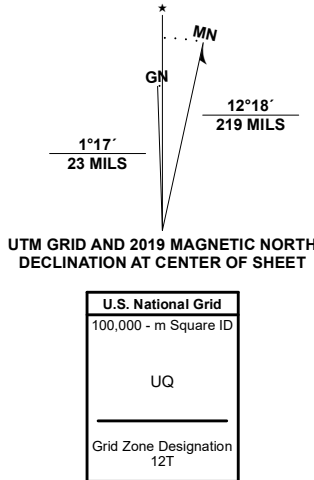 ★
MN
GN
1°17´
23 MILS
12°18´
219 MILS
UTM GRID AND 2019 MAGNETIC NORTH
DECLINATION AT CENTER OF SHEET
U.S. National Grid
100,000 - m Square ID
UQ
Grid Zone Designation
12T